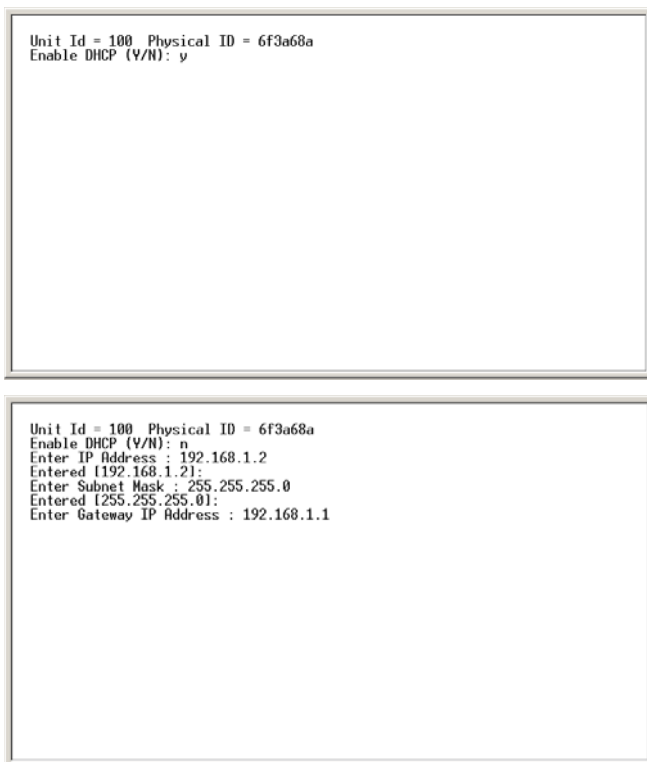 Unit Id = 100  Physical ID = 6f3a68a
Enable DHCP (Y/N): y
Unit Id = 100  Physical ID = 6f3a68a
Enable DHCP (Y/N): n
Enter IP Address : 192.168.1.2
Entered [192.168.1.2]:
Enter Subnet Mask : 255.255.255.0
Entered [255.255.255.0]:
Enter Gateway IP Address : 192.168.1.1